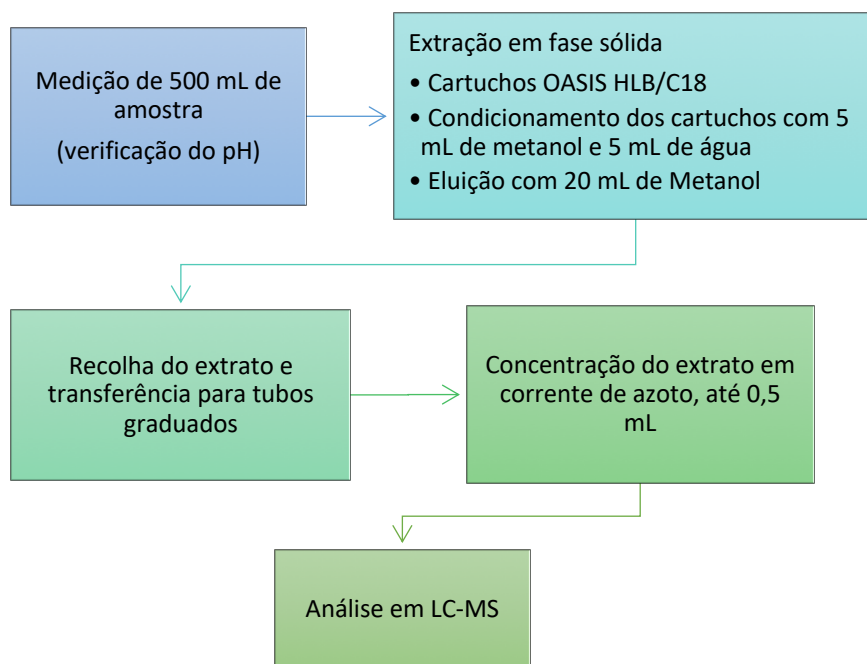 Medição de 500 mL de
amostra
(verificação do pH)
Extração em fase sólida
• Cartuchos OASIS HLB/C18
• Condicionamento dos cartuchos com 5
mL de metanol e 5 mL de água
• Eluição com 20 mL de Metanol
Recolha do extrato e
transferência para tubos
graduados
Concentração do extrato em
corrente de azoto, até 0,5
mL
Análise em LC-MS